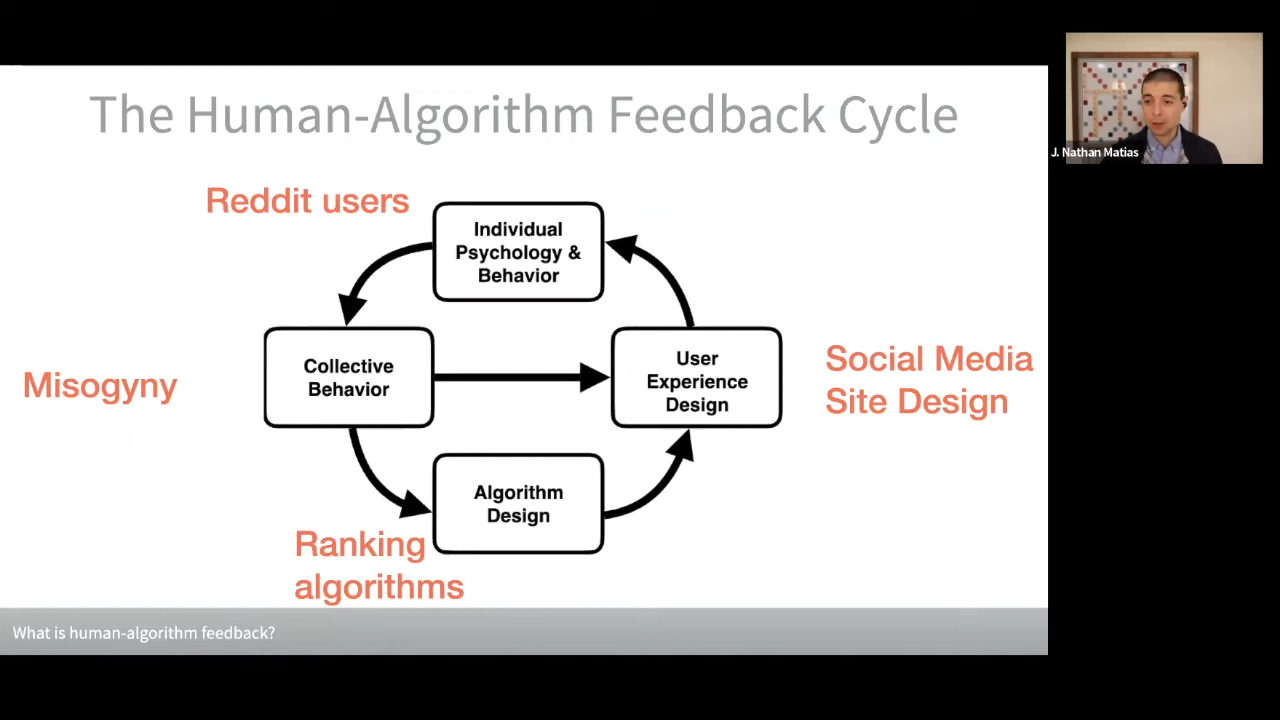 The Human-Algorithm Feedback Cycle
J. Nathan Matias
Reddit users
Individual
Psychology &
Behavior
Collective
Behavior
User
Experience
Design
Misogyny
Social Media
Site Design
Algorithm
Design
Ranking
algorithms
What is human-algorithm feedback?